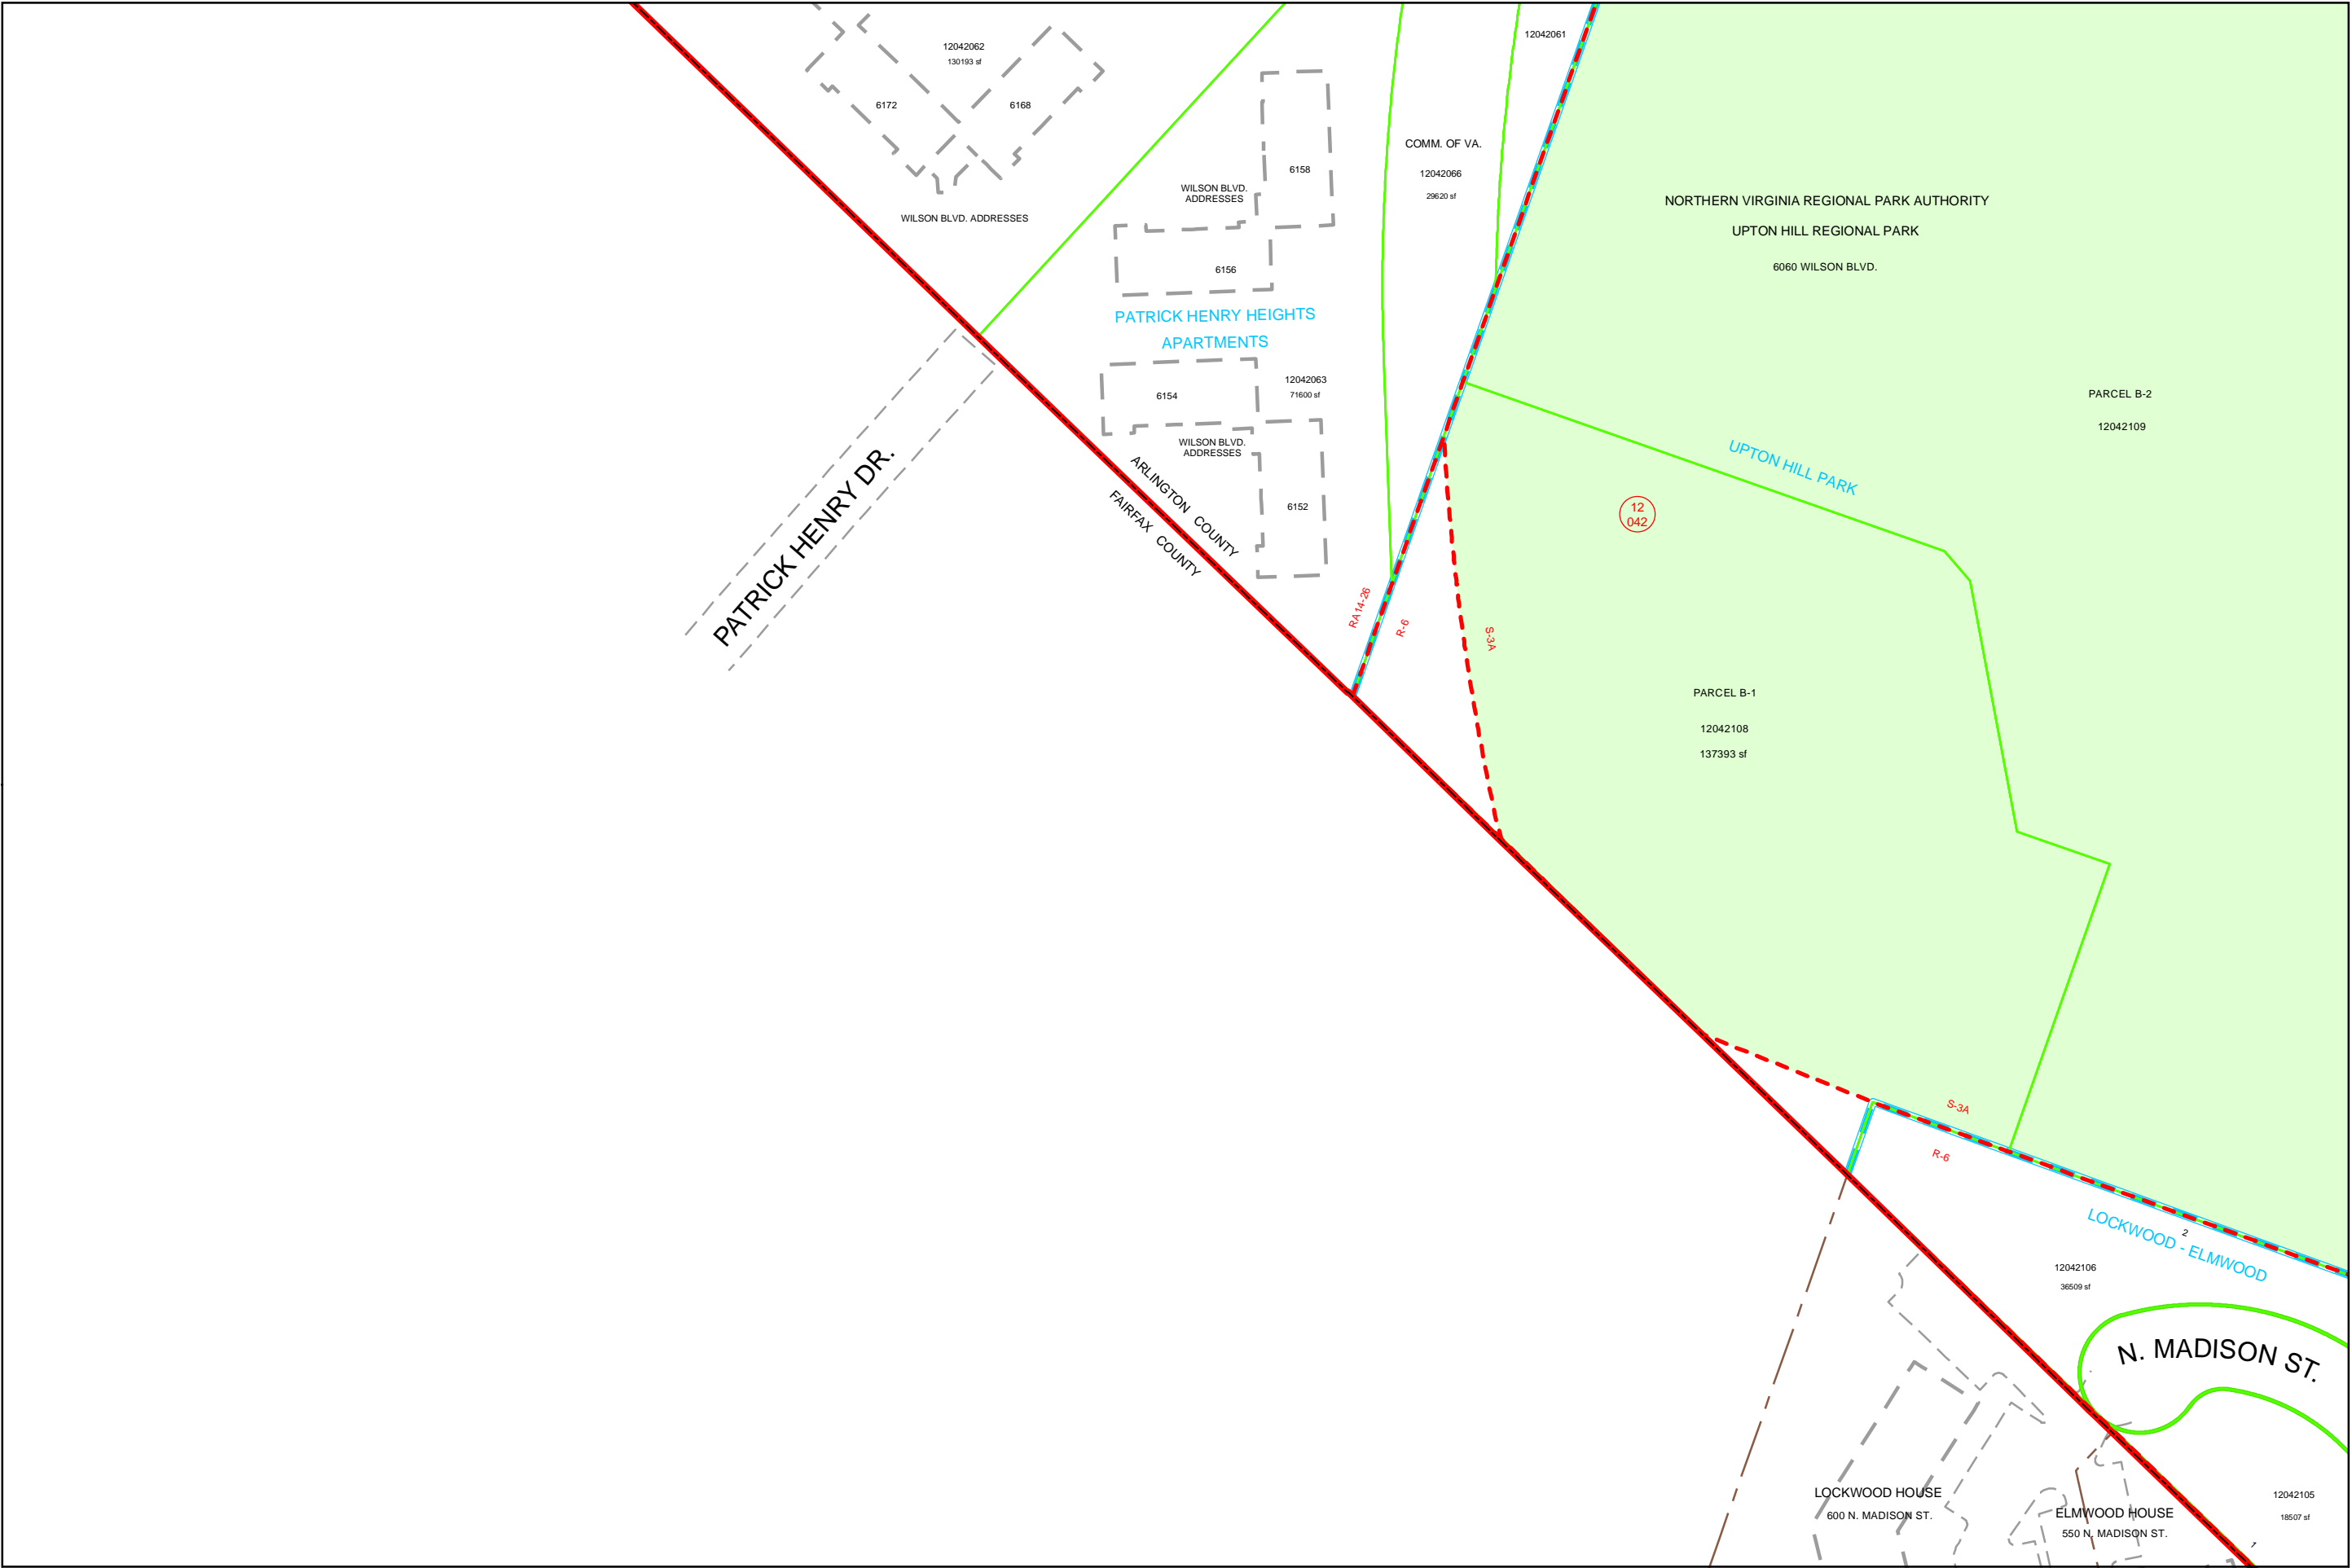 12042062
130193 sf
6172
6168
WILSON BLVD. ADDRESSES
12042061
COMM. OF VA.
12042066
29620 sf
6158
WILSON BLVD.
ADDRESSES
6156
PATRICK HENRY HEIGHTS
APARTMENTS
12042063
71600 sf
6154
WILSON BLVD.
ADDRESSES
6152
NORTHERN VIRGINIA REGIONAL PARK AUTHORITY
UPTON HILL REGIONAL PARK
6060 WILSON BLVD.
PARCEL B-2
12042109
UPTON HILL PARK
12
042
PATRICK HENRY DR.
ARLINGTON COUNTY
FAIRFAX COUNTY
RA14-26
R-6
S-3A
PARCEL B-1
12042108
137393 sf
S-3A
R-6
2
LOCKWOOD - ELMWOOD
12042106
36509 sf
N. MADISON ST.
LOCKWOOD HOUSE
600 N. MADISON ST.
ELMWOOD HOUSE
550 N. MADISON ST.
12042105
18507 sf
1